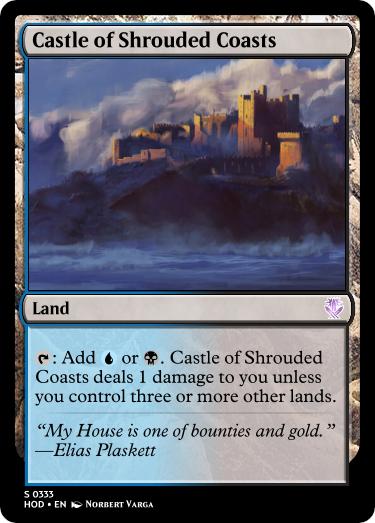 Castle of Shrouded Coasts
Land
: Add or . Castle of Shrouded
Coasts deals 1 damage to you unless
you control three or more other lands.
“My House is one of bounties and gold.”
—Elias Plaskett
S 0333
HOD • EN Norbert Varga